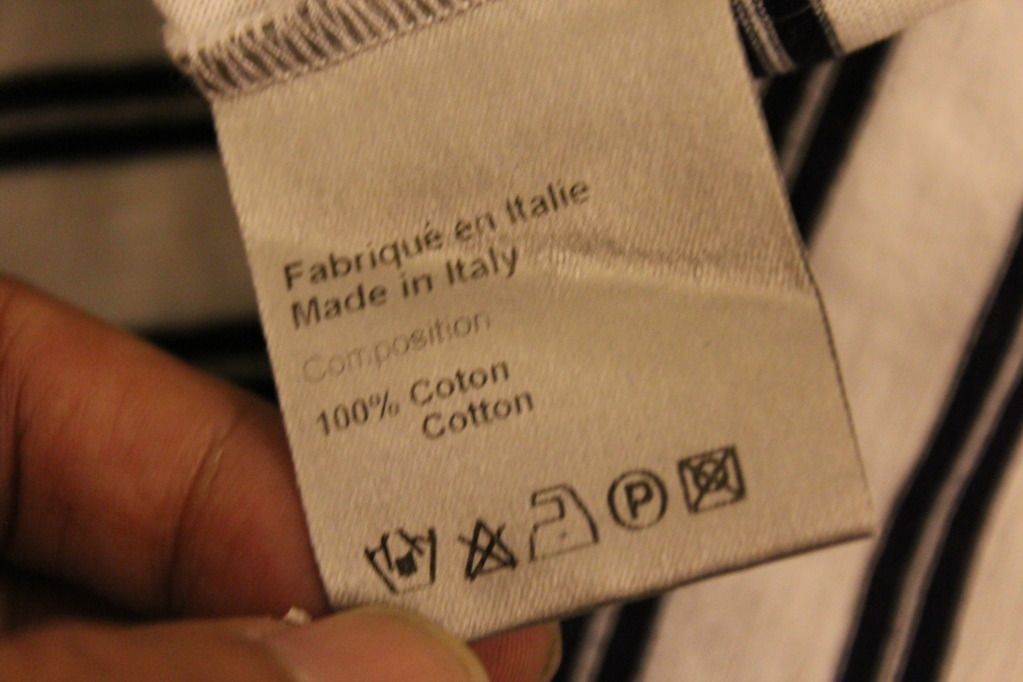 Fabriqué en Italie
Made in Italy
Composition
100% Coton
Cotton
P